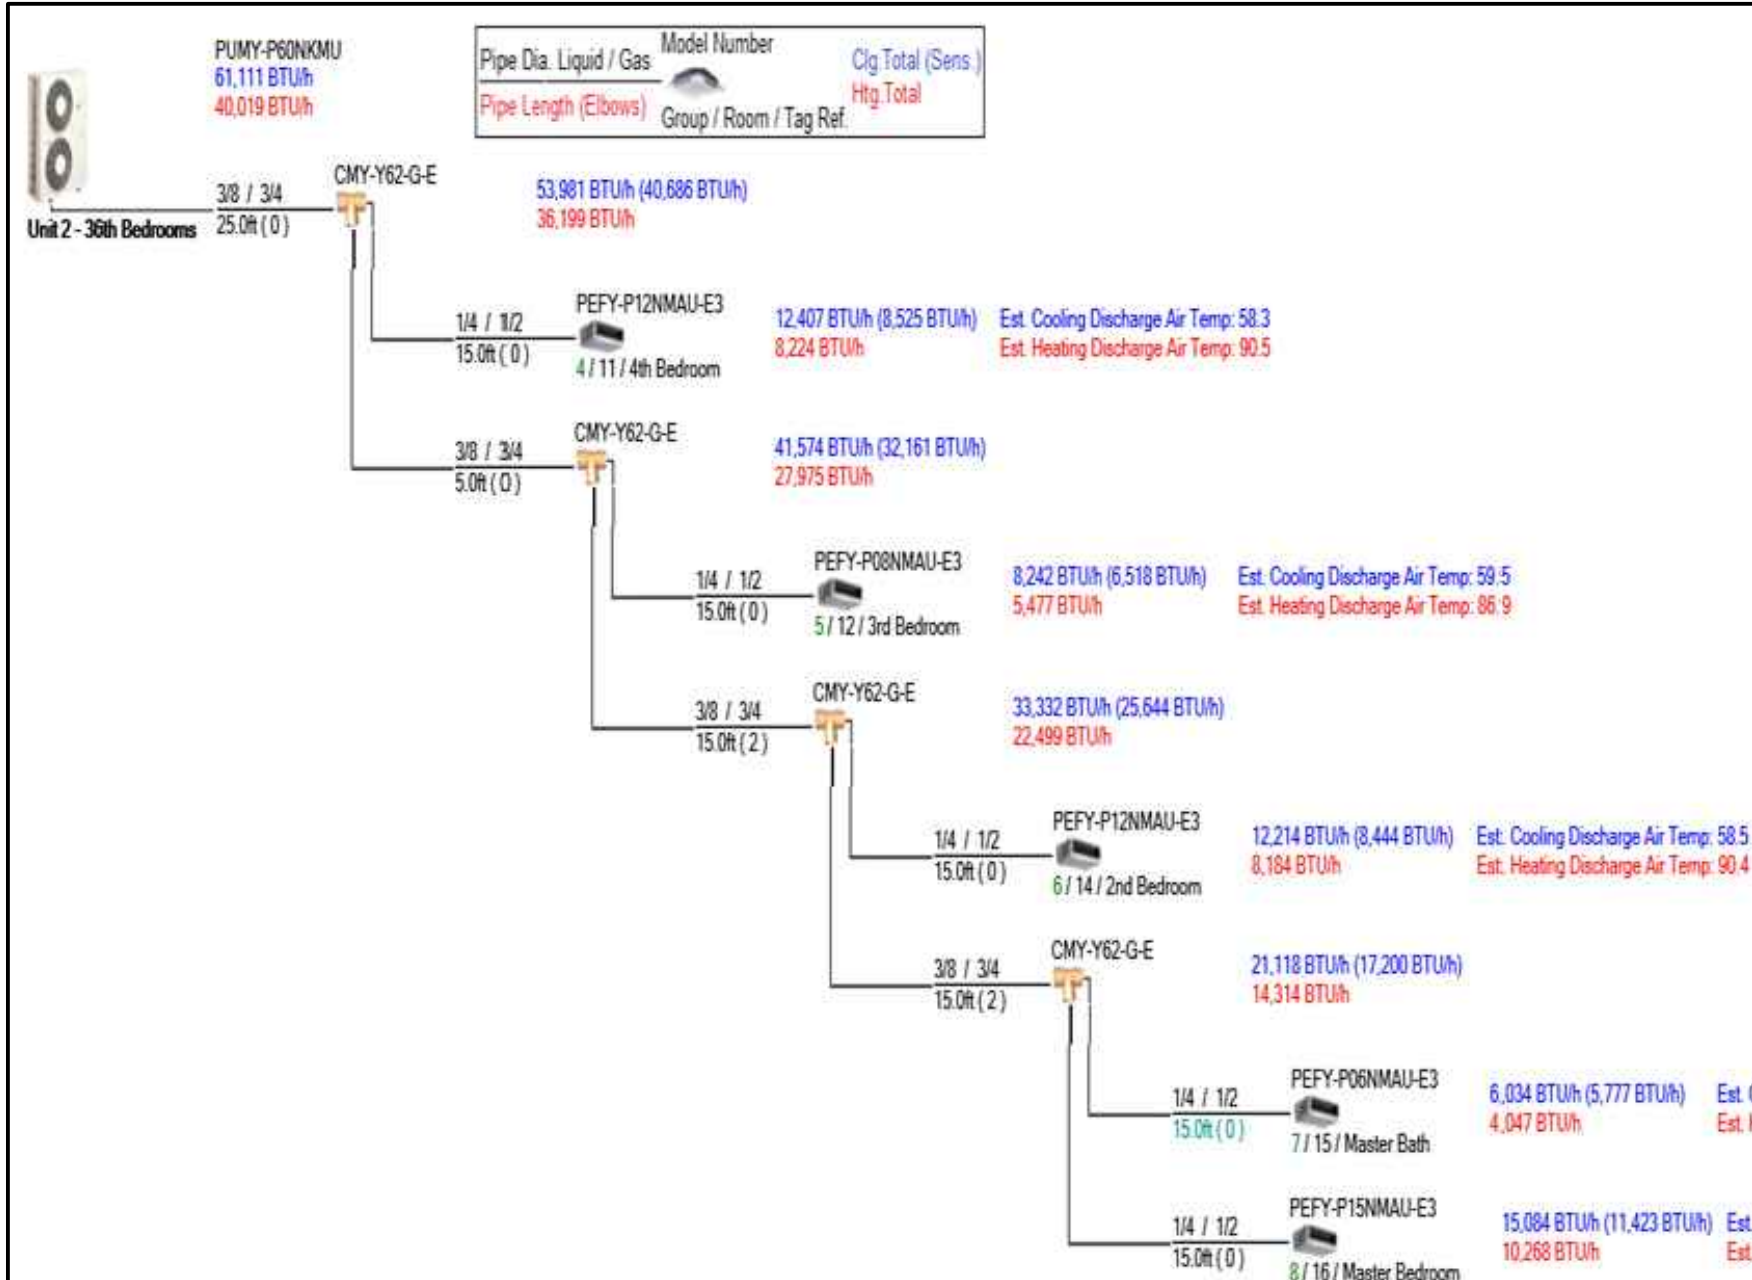 PUMY-P60NKMU
61,111 BTU/h
40,019 BTU/h
Pipe Dia. Liquid / Gas
Pipe Length (Elbows)
Model Number
Group / Room / Tag Ref.
Clg.Total (Sens.)
Htg.Total
Unit 2 - 36th Bedrooms
3/8 / 3/4
25.0ft ( 0 )
CMY-Y62-G-E
53,981 BTU/h (40,686 BTU/h)
36,199 BTU/h
1/4 / 1/2
15.0ft ( 0 )
PEFY-P12NMAU-E3
4 / 11 / 4th Bedroom
12,407 BTU/h (8,525 BTU/h) Est. Cooling Discharge Air Temp: 58.3
8,224 BTU/h Est. Heating Discharge Air Temp: 90.5
3/8 / 3/4
5.0ft ( 0 )
CMY-Y62-G-E
41,574 BTU/h (32,161 BTU/h)
27,975 BTU/h
1/4 / 1/2
15.0ft ( 0 )
PEFY-P08NMAU-E3
5 / 12 / 3rd Bedroom
8,242 BTU/h (6,518 BTU/h) Est. Cooling Discharge Air Temp: 59.5
5,477 BTU/h Est. Heating Discharge Air Temp: 86.9
3/8 / 3/4
15.0ft ( 2 )
CMY-Y62-G-E
33,332 BTU/h (25,644 BTU/h)
22,499 BTU/h
1/4 / 1/2
15.0ft ( 0 )
PEFY-P12NMAU-E3
6 / 14 / 2nd Bedroom
12,214 BTU/h (8,444 BTU/h) Est. Cooling Discharge Air Temp: 58.5
8,184 BTU/h Est. Heating Discharge Air Temp: 90.4
3/8 / 3/4
15.0ft ( 2 )
CMY-Y62-G-E
21,118 BTU/h (17,200 BTU/h)
14,314 BTU/h
1/4 / 1/2
15.0ft ( 0 )
PEFY-P06NMAU-E3
7 / 15 / Master Bath
6,034 BTU/h (5,777 BTU/h) Est.
4,047 BTU/h Est.
1/4 / 1/2
15.0ft ( 0 )
PEFY-P15NMAU-E3
8 / 16 / Master Bedroom
15,084 BTU/h (11,423 BTU/h) Est.
10,268 BTU/h Est.